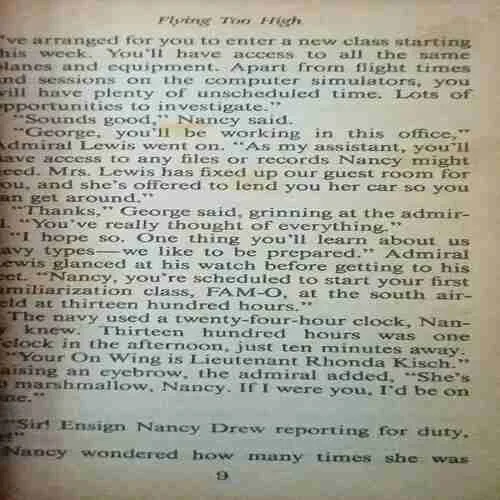 Flying Too High
've arranged for you to enter a new class starting
his week. You'll have access to all the same
lanes and equipment. Apart from flight times
nd sessions on the computer simulators, you
vill have plenty of unscheduled time. Lots of
pportunities to investigate."
"Sounds good," Nancy said.
"George, you'll be working in this office,"
dmiral Lewis went on. "As my assistant, you'll
ave access to any files or records Nancy might
eed. Mrs. Lewis has fixed up our guest room for
ou, and she's offered to lend you her car so you
an get around."
"Thanks," George said, grinning at the admir-
l. "You've really thought of everything."
"I hope so. One thing you'll learn about us
avy types—we like to be prepared." Admiral
ewis glanced at his watch before getting to his
eet. "Nancy, you're scheduled to start your first
amiliarization class, FAM-O, at the south air-
eld at thirteen hundred hours."
The navy used a twenty-four-hour clock, Nan-
y knew. Thirteen hundred hours was one
'clock in the afternoon, just ten minutes away.
"Your On Wing is Lieutenant Rhonda Kisch."
aising an eyebrow, the admiral added, "She's
o marshmallow, Nancy. If I were you, I'd be on
me."
"Sir! Ensign Nancy Drew reporting for duty,
r!"
Nancy wondered how many times she was
9